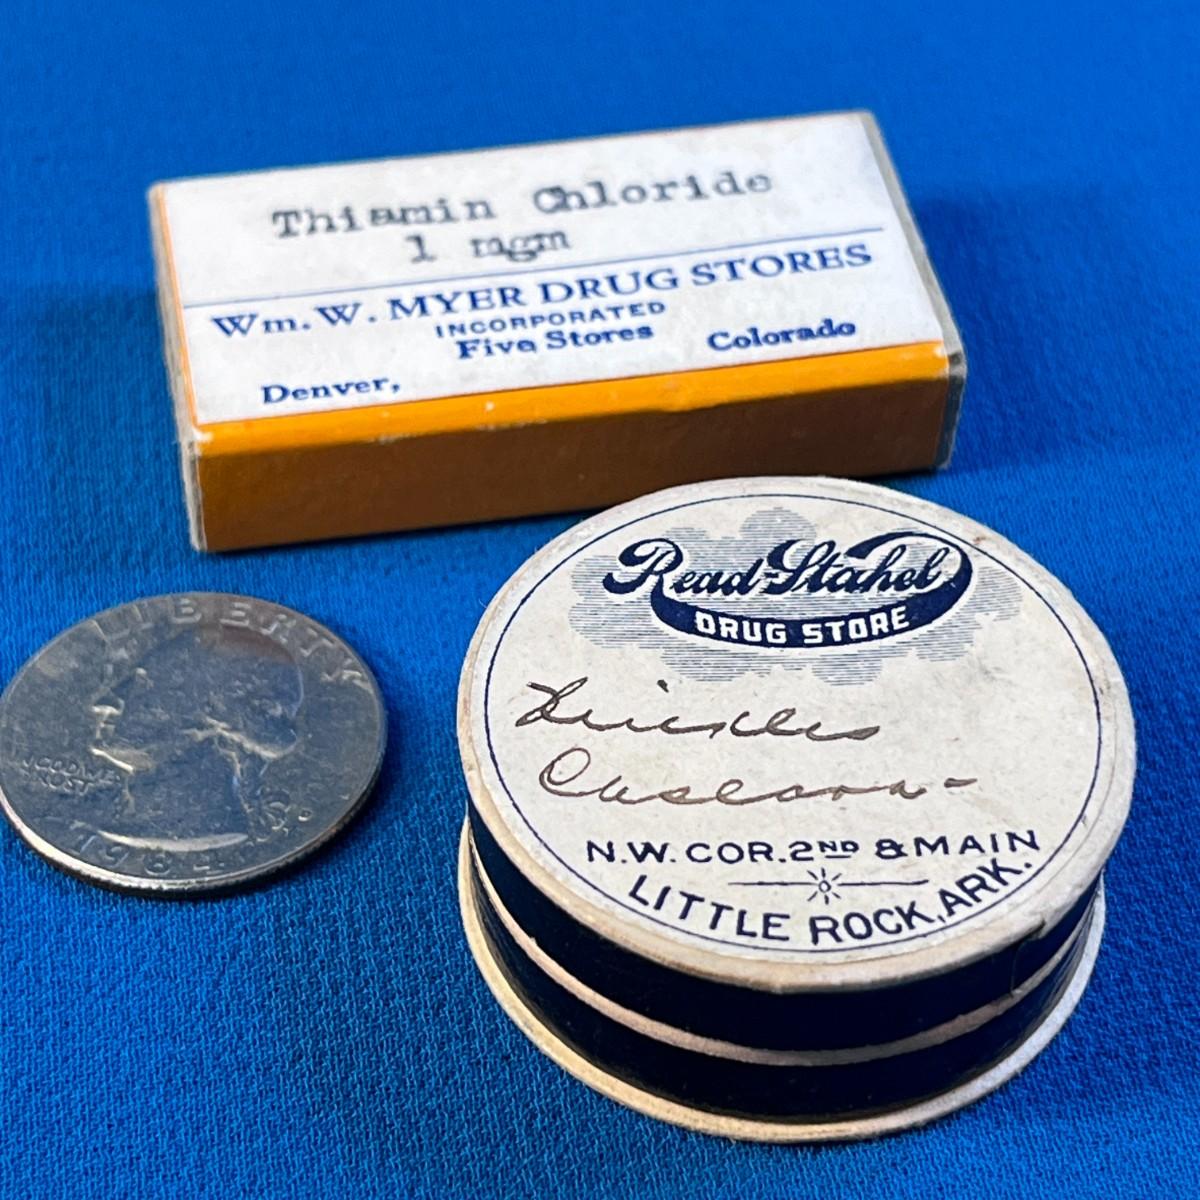 Thiamin Chloride
1 mgm
Wm. W. MYER DRUG STORES
INCORPORATED
Five Stores
Denver, Colorado
LIBERTY
IN GOD WE
TRUST
1984
Read-Stahel
DRUG STORE
Cascara-
N.W. COR. 2ND & MAIN
LITTLE ROCK, ARK.